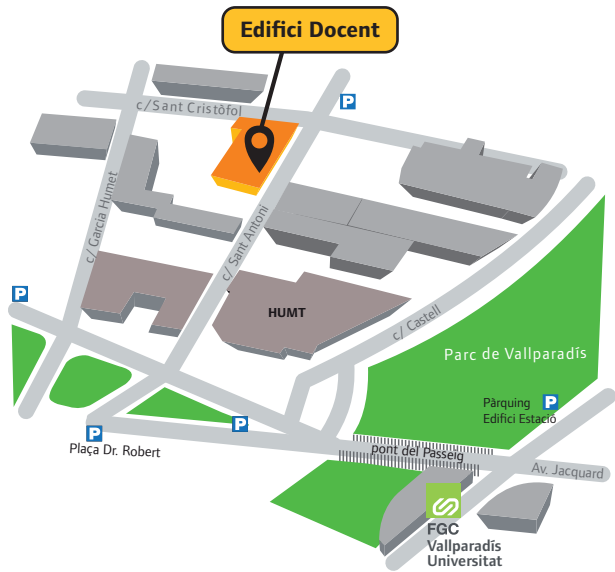 Edifici Docent
P
c/Sant Cristòfol
c/ Garcia Humet
c/ Sant Antoni
P
HUMT
c/ Castell
Parc de Vallparadís
Pàrquing P
Edifici Estació
P
P
Plaça Dr. Robert
pont del Passeig
Av. Jacquard
FGC
Vallparadís
Universitat